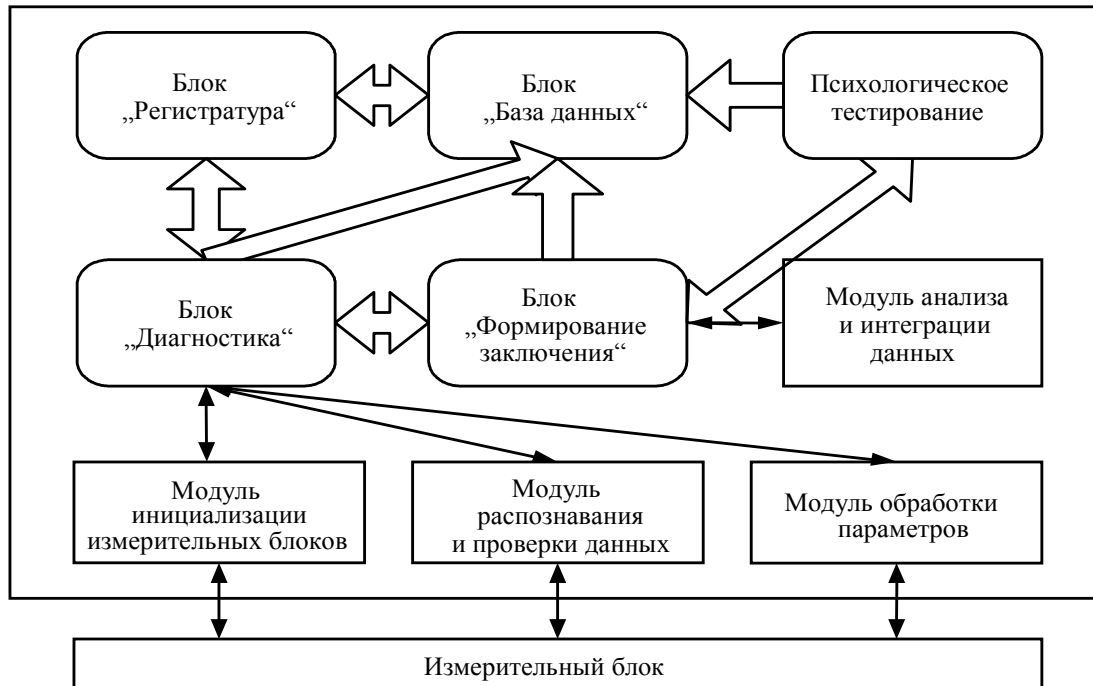 Блок
„Регистратура“
Блок
„База данных“
Психологическое
тестирование
Блок
„Диагностика“
Блок
„Формирование
заключения“
Модуль анализа
и интеграции
данных
Модуль
инициализации
измерительных блоков
Модуль
распознавания
и проверки данных
Модуль обработки
параметров
Измерительный блок